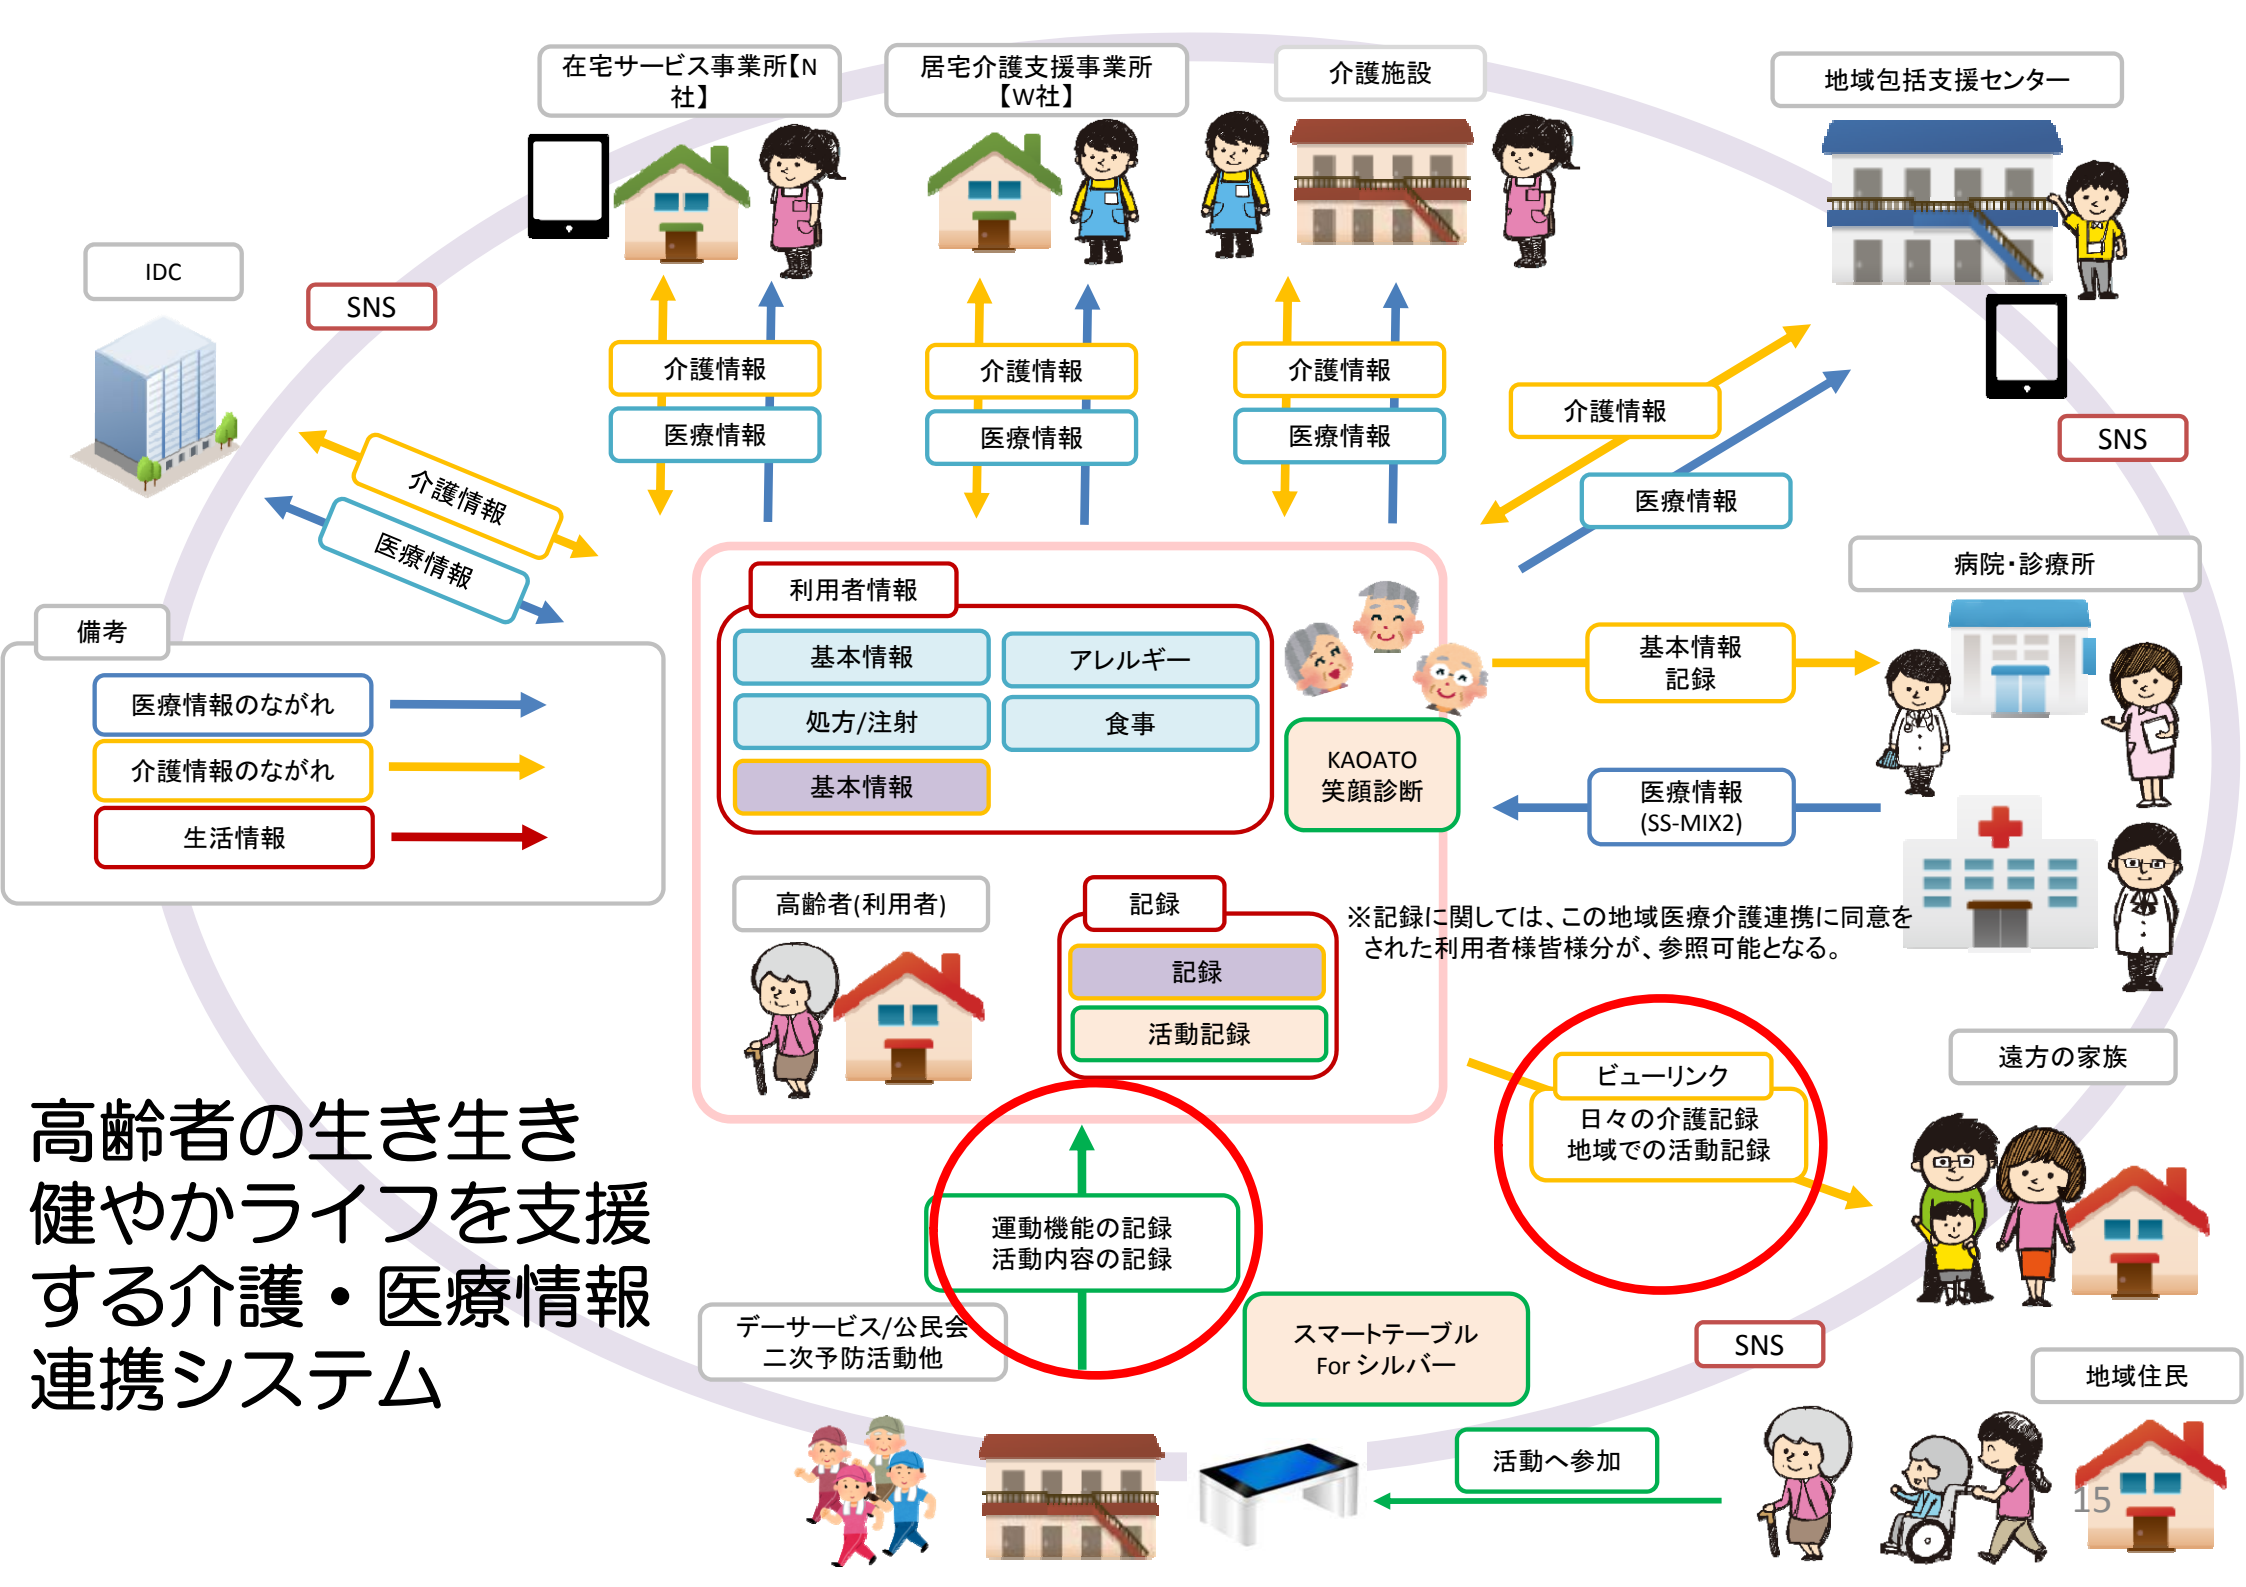 在宅サービス事業所【N
社】
居宅介護支援事業所
【W社】
介護施設
地域包括支援センター
IDC
SNS
介護情報
医療情報
介護情報
医療情報
介護情報
医療情報
介護情報
医療情報
SNS
介護情報
医療情報
病院・診療所
備考
医療情報のながれ
介護情報のながれ
生活情報
利用者情報
基本情報
アレルギー
処方/注射
食事
基本情報
KAOATO
笑顔診断
基本情報
記録
医療情報
(SS-MIX2)
高齢者(利用者)
記録
記録
活動記録
※記録に関しては、この地域医療介護連携に同意を
された利用者様皆様分が、参照可能となる。
ビューリンク
日々の介護記録
地域での活動記録
遠方の家族
高齢者の生き生き
健やかライフを支援
する介護・医療情報
連携システム
運動機能の記録
活動内容の記録
デーサービス/公民会
二次予防活動他
スマートテーブル
For シルバー
SNS
地域住民
活動へ参加
15